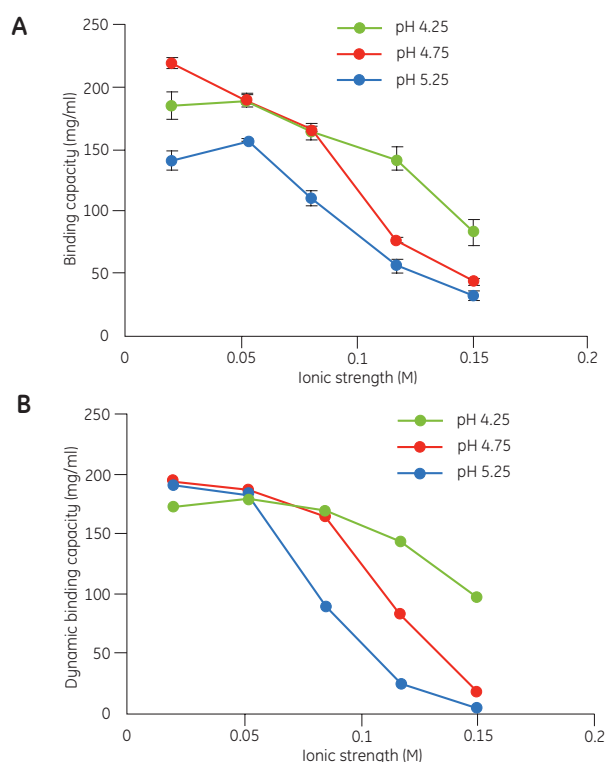 A
pH 4.25
pH 4.75
pH 5.25
Binding capacity (mg/ml)
250
200
150
100
50
0
0
0.05
0.1
0.15
0.2
Ionic strength (M)
B
pH 4.25
pH 4.75
pH 5.25
Dynamic binding capacity (mg/ml)
250
200
150
100
50
0
0
0.05
0.1
0.15
0.2
Ionic strength (M)